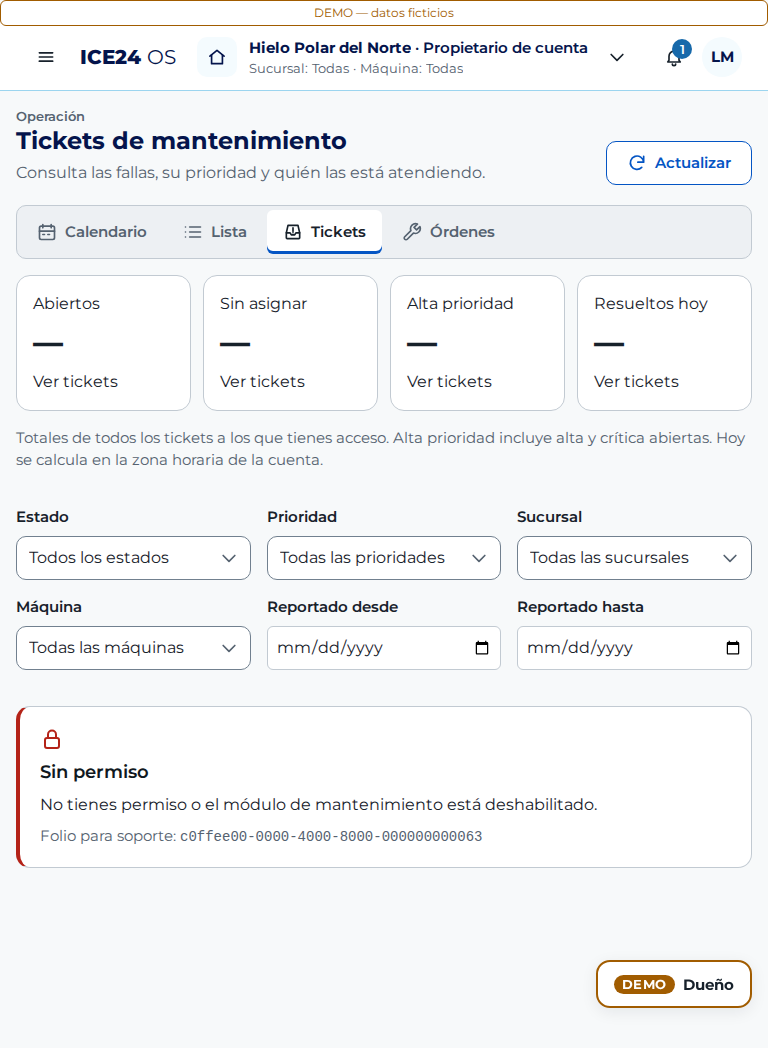 DEMO — datos ficticios
ICE24 OS
Hielo Polar del Norte · Propietario de cuenta
Sucursal: Todas · Máquina: Todas
1
LM
Operación
Tickets de mantenimiento
Consulta las fallas, su prioridad y quién las está atendiendo.
Actualizar
Calendario
Lista
Tickets
Órdenes
Abiertos
—
Ver tickets
Sin asignar
—
Ver tickets
Alta prioridad
—
Ver tickets
Resueltos hoy
—
Ver tickets
Totales de todos los tickets a los que tienes acceso. Alta prioridad incluye alta y crítica abiertas. Hoy
se calcula en la zona horaria de la cuenta.
Estado
Todos los estados
Prioridad
Todas las prioridades
Sucursal
Todas las sucursales
Máquina
Todas las máquinas
Reportado desde
mm/dd/yyyy
Reportado hasta
mm/dd/yyyy
Sin permiso
No tienes permiso o el módulo de mantenimiento está deshabilitado.
Folio para soporte: c0ffee00-0000-4000-8000-000000000063
DEMO Dueño